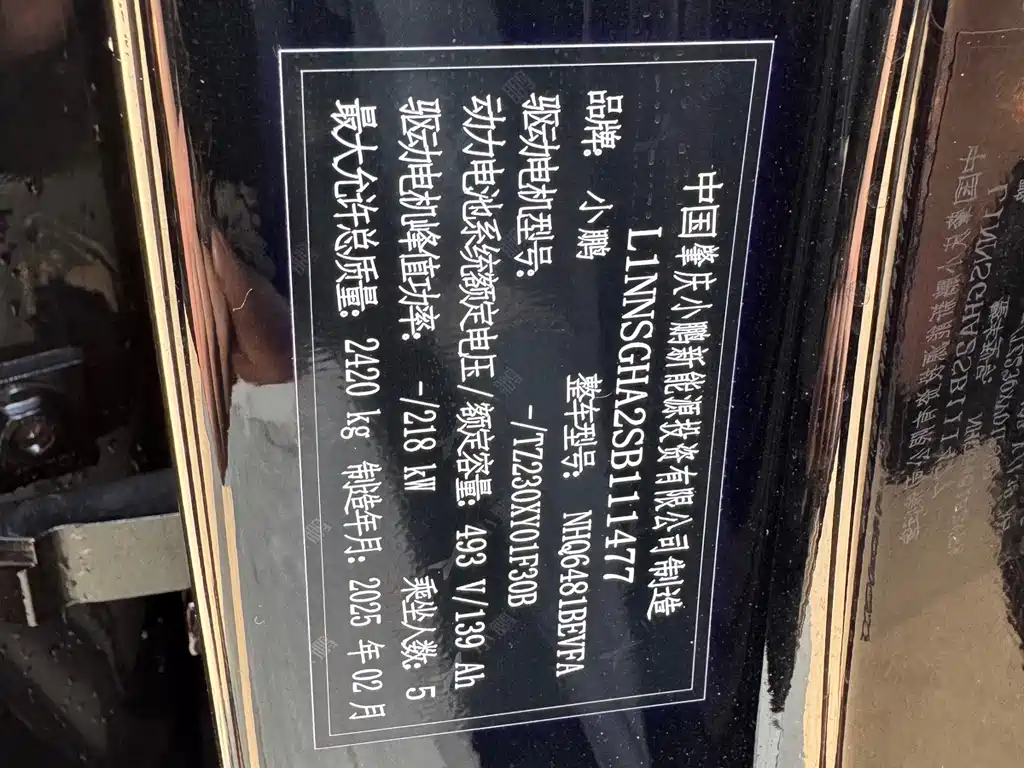 中国肇庆小鹏新能源投资有限公司制造
L1NNSGHA2SB111477
品牌: 小鹏 整车型号: NHQ6481BEVFA
驱动电机型号: -/TZ230XY01F30B
动力电池系统额定电压/额定容量: 493 V/139 Ah
驱动电机峰值功率: -/218 kW 乘坐人数: 5
最大允许总质量: 2420 kg 制造年月: 2025 年 02 月